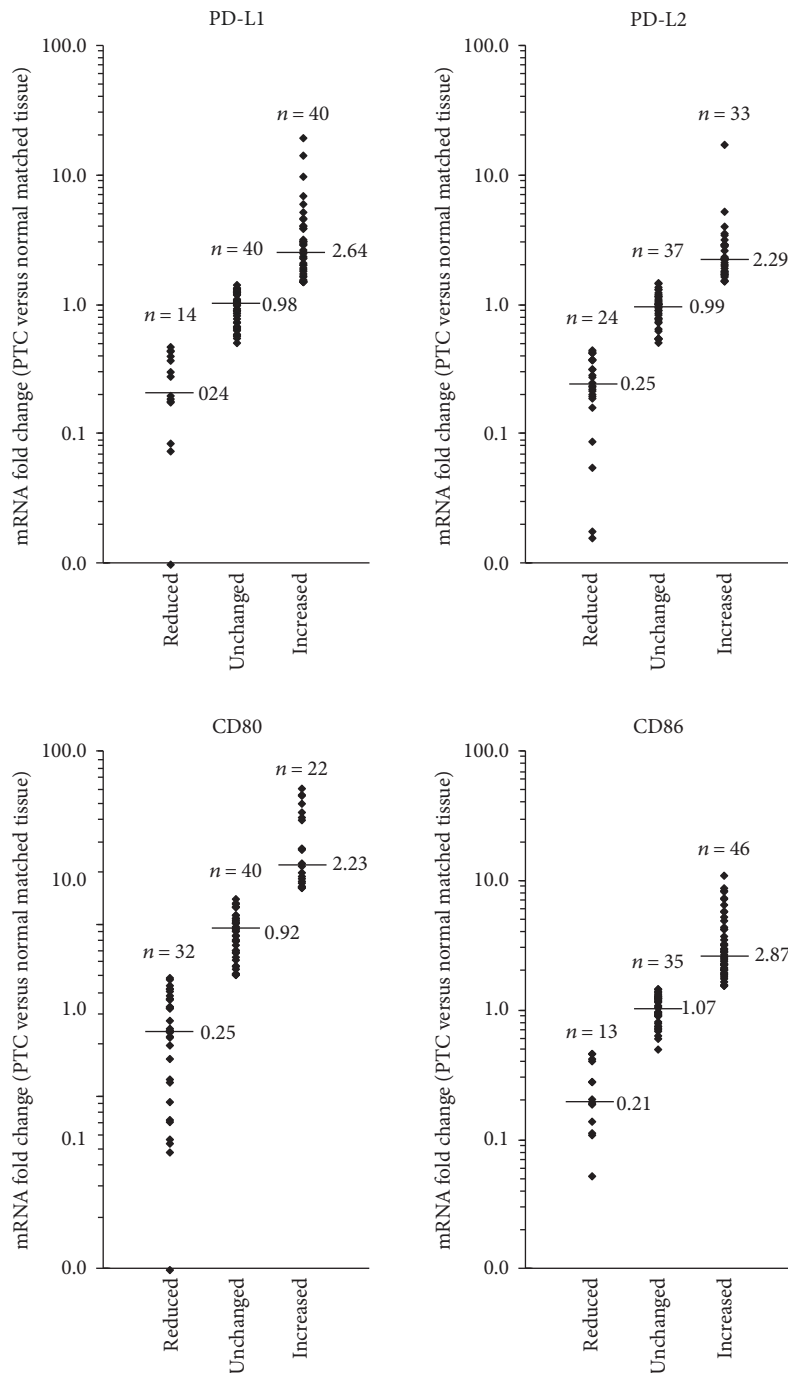 PD-L1
mRNA fold change (PTC versus normal matched tissue)
100.0
10.0
1.0
0.1
0.0
n = 14
n = 40
n = 40
024
0.98
2.64
Reduced
Unchanged
Increased
PD-L2
mRNA fold change (PTC versus normal matched tissue)
100.0
10.0
1.0
0.1
0.0
n = 24
n = 37
n = 33
0.25
0.99
2.29
Reduced
Unchanged
Increased
CD80
mRNA fold change (PTC versus normal matched tissue)
100.0
10.0
1.0
0.1
0.0
n = 32
n = 40
n = 22
0.25
0.92
2.23
Reduced
Unchanged
Increased
CD86
mRNA fold change (PTC versus normal matched tissue)
100.0
10.0
1.0
0.1
0.0
n = 13
n = 35
n = 46
0.21
1.07
2.87
Reduced
Unchanged
Increased